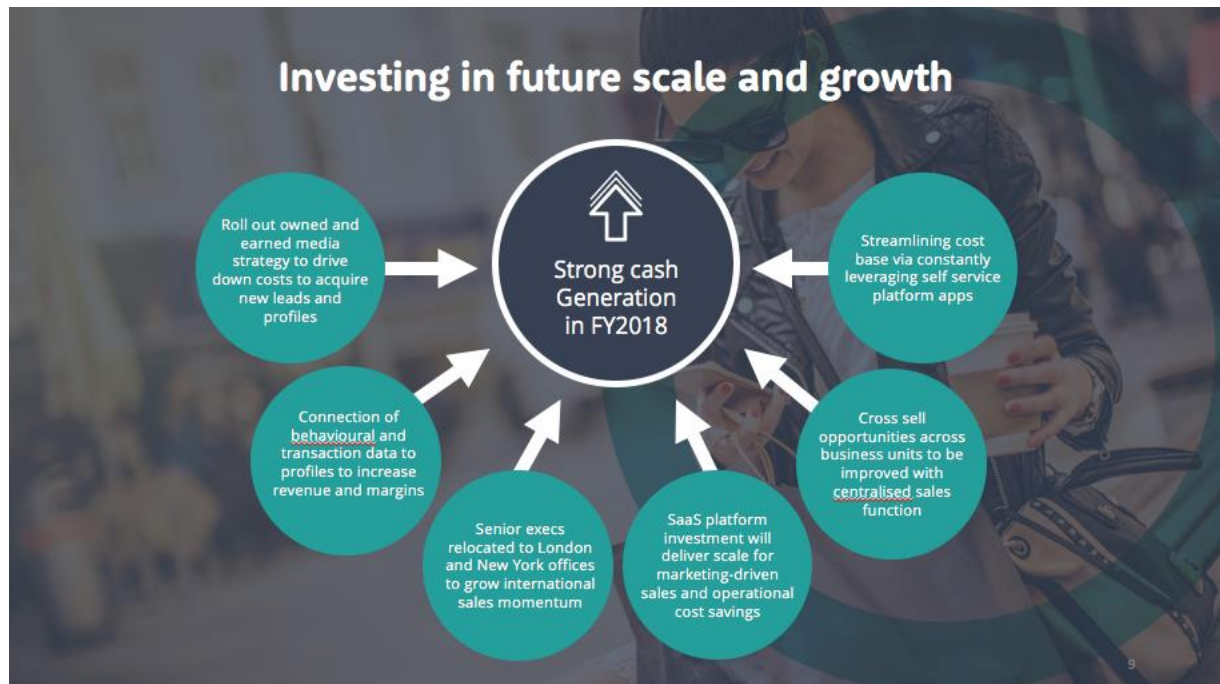 Investing in future scale and growth
Strong cash
Generation
in FY2018
Roll out owned and
earned media
strategy to drive
down costs to acquire
new leads and
profiles
Connection of
behavioural and
transaction data to
profiles to increase
revenue and margins
Senior execs
relocated to London
and New York offices
to grow international
sales momentum
SaaS platform
investment will
deliver scale for
marketing-driven
sales and operational
cost savings
Cross sell
opportunities across
business units to be
improved with
centralised sales
function
Streamlining cost
base via constantly
leveraging self service
platform apps
9